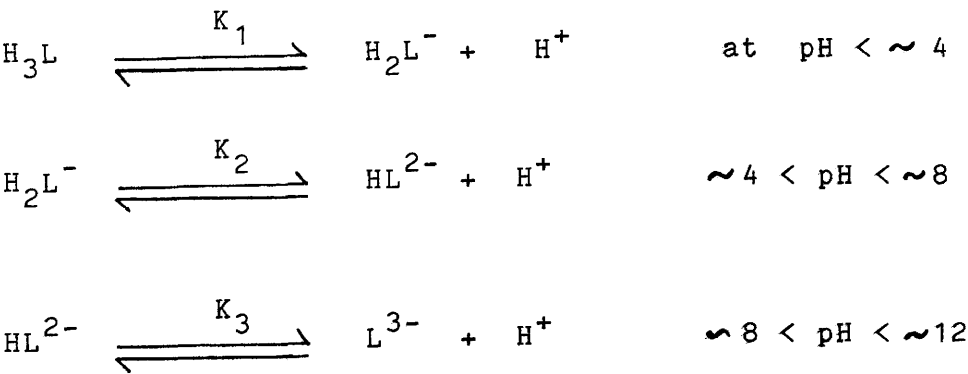 H₃L ⇌ K₁ H₂L⁻ + H⁺ at pH < ~ 4
H₂L⁻ ⇌ K₂ HL²⁻ + H⁺ ~ 4 < pH < ~8
HL²⁻ ⇌ K₃ L³⁻ + H⁺ ~ 8 < pH < ~12